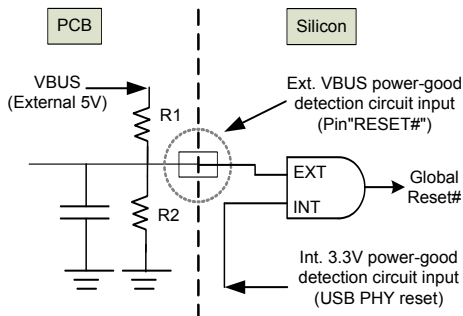 PCB
Silicon
VBUS
(External 5V)
R1
Ext. VBUS power-good
detection circuit input
(Pin"RESET#")
EXT
INT
Global
Reset#
R2
Int. 3.3V power-good
detection circuit input
(USB PHY reset)